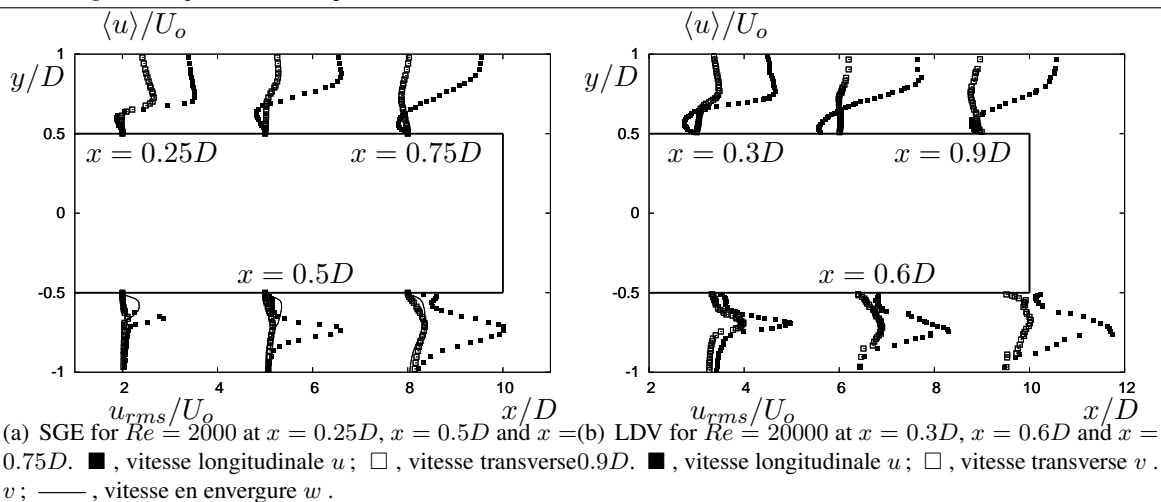 ⟨u⟩/U_o ⟨u⟩/U_o
1 1
y/D y/D
0.5 0.5
x = 0.25D x = 0.75D x = 0.3D x = 0.9D
0 0
x = 0.5D x = 0.6D
-0.5 -0.5
-1 -1
2 4 6 8 10 2 4 6 8 10 12
u_{rms}/U_o x/D u_{rms}/U_o x/D
(a) SGE for Re = 2000 at x = 0.25D, x = 0.5D and x = (b) LDV for Re = 20000 at x = 0.3D, x = 0.6D and x =
0.75D. ■ , vitesse longitudinale u ; □ , vitesse transverse 0.9D. ■ , vitesse longitudinale u ; □ , vitesse transverse v .
v ; —— , vitesse en envergure w .